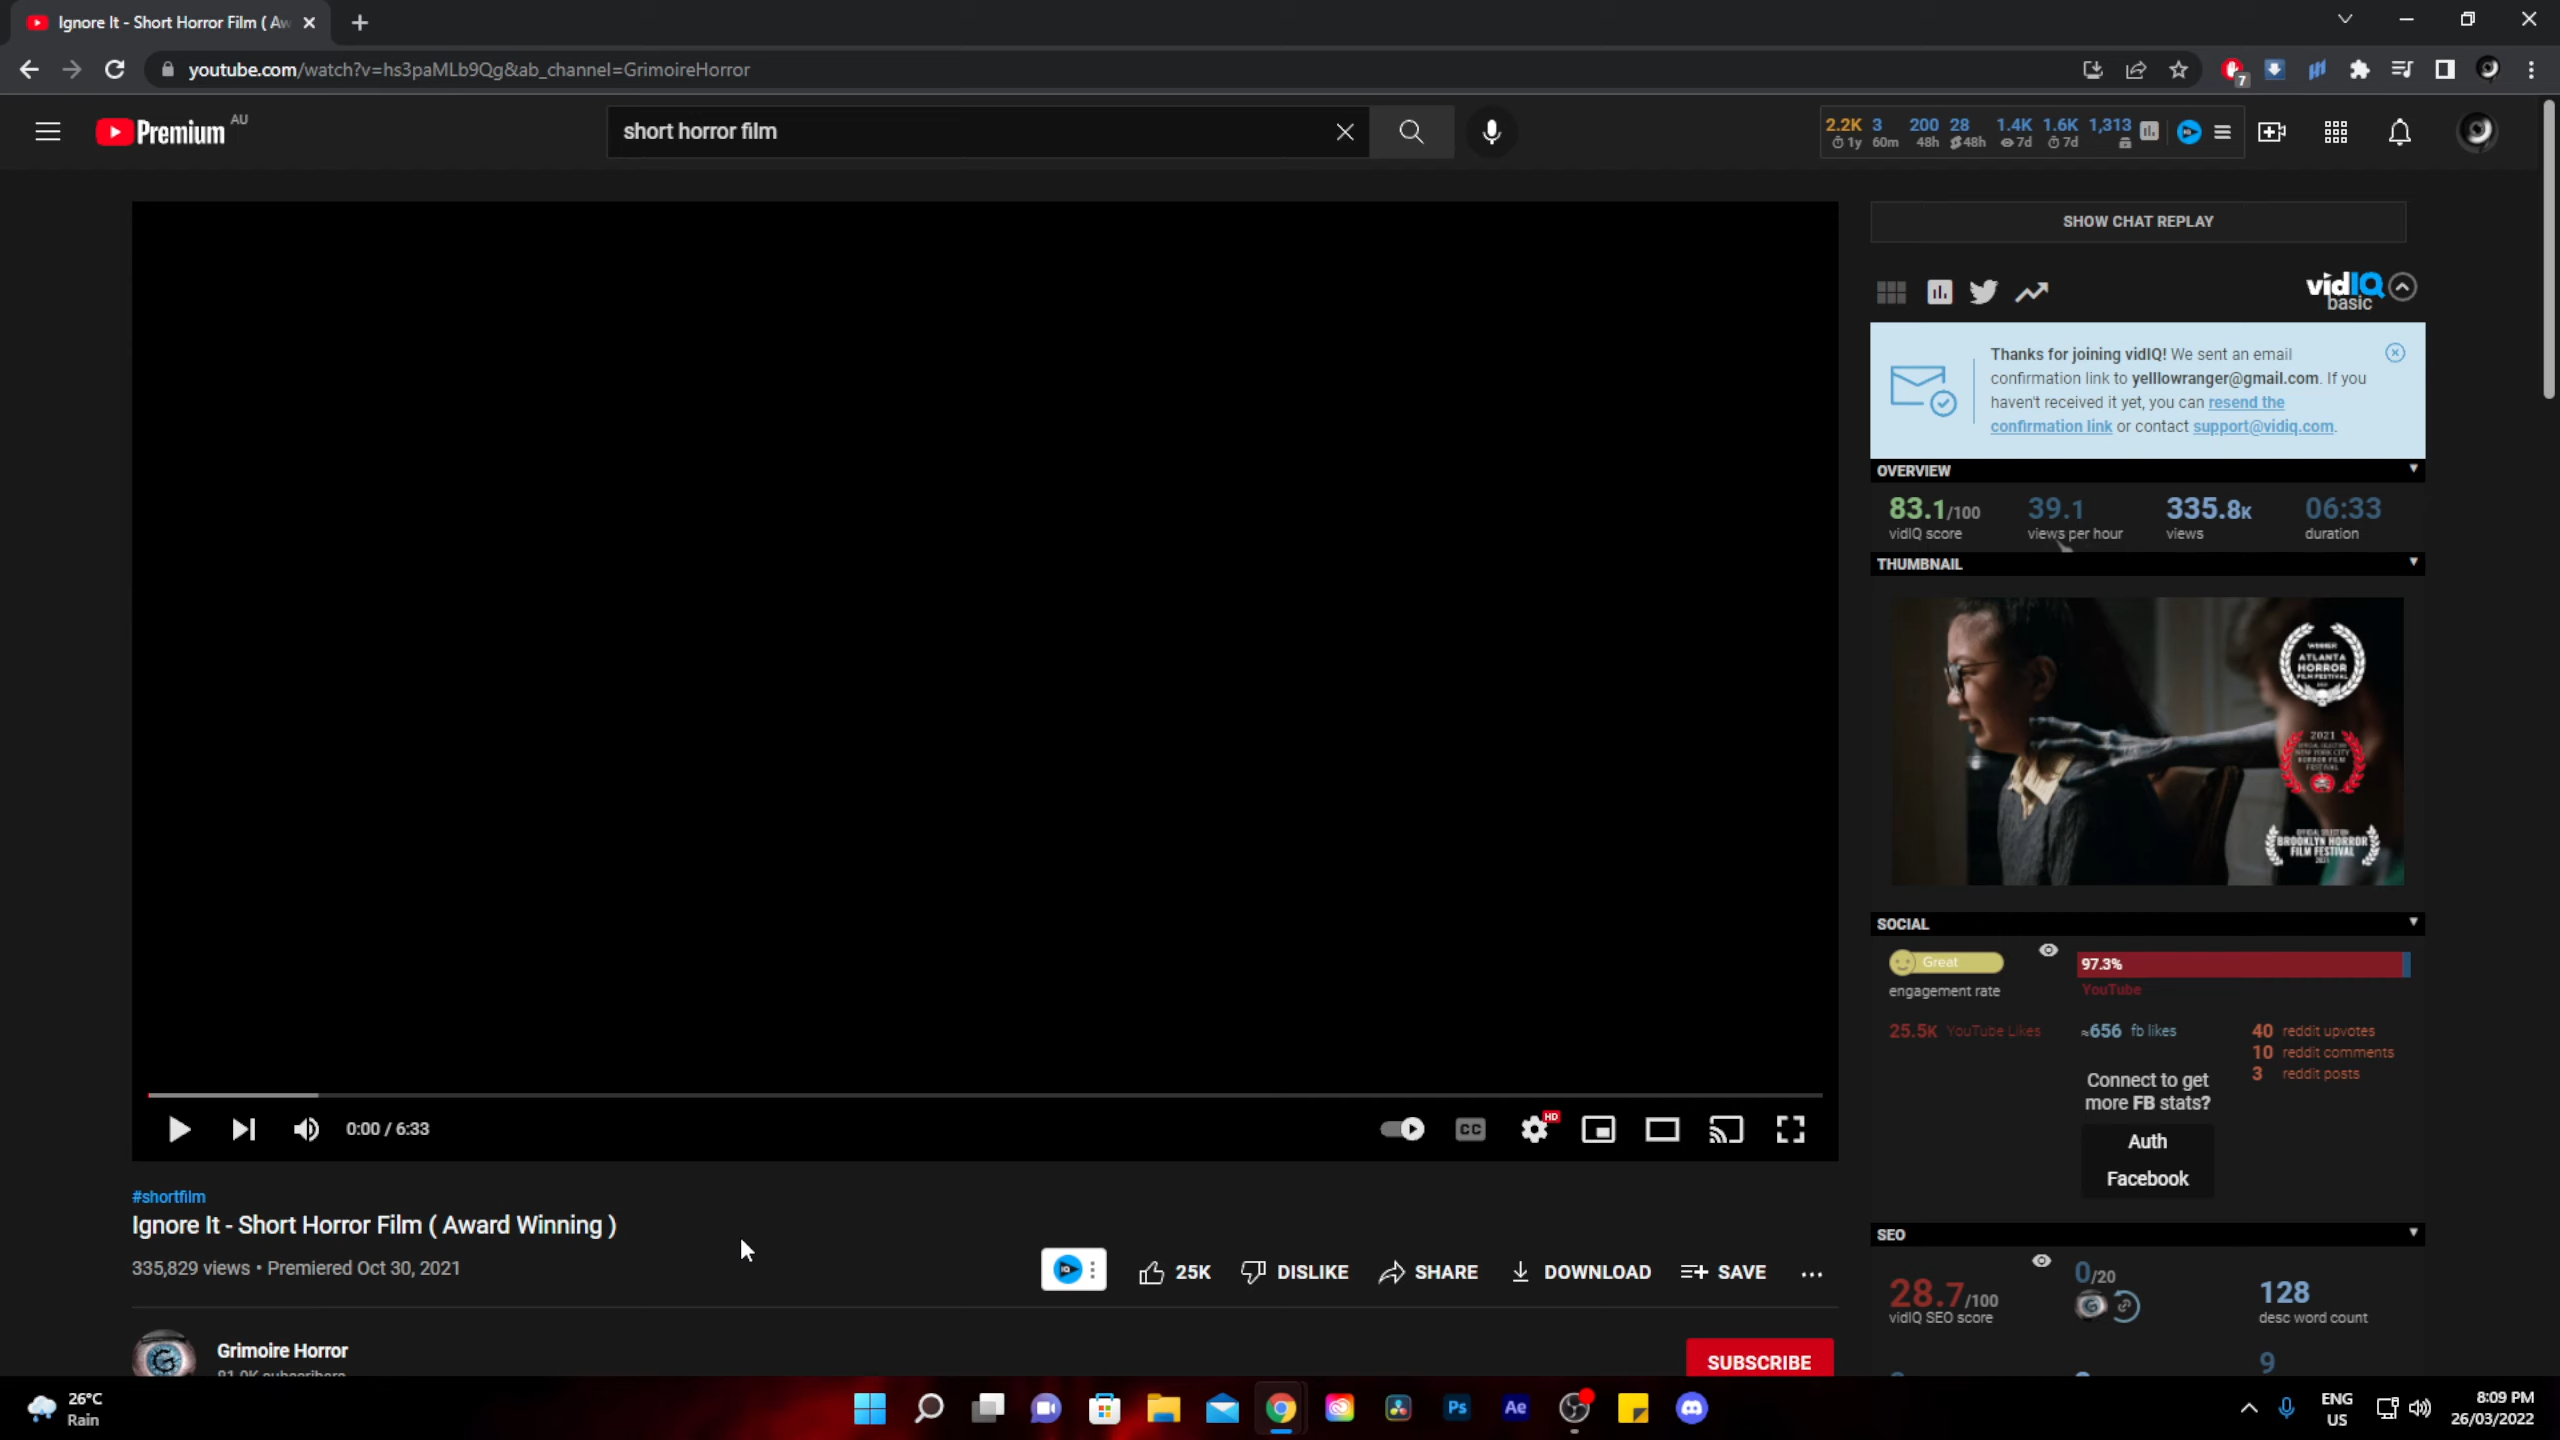 Ignore It - Short Horror Film ( Aw
youtube.com/watch?v=hs3paMLb9Qg&ab_channel=GrimoireHorror
7
Premium AU
short horror film
2.2K 3 200 28 1.4K 1.6K 1,313
1y 60m 48h 48h 7d 7d
SHOW CHAT REPLAY
vidIQ
basic
Thanks for joining vidIQ! We sent an email
confirmation link to yelllowranger@gmail.com. If you
haven't received it yet, you can resend the
confirmation link or contact support@vidiq.com.
OVERVIEW
83.1/100 39.1 335.8K 06:33
vidIQ score views per hour views duration
THUMBNAIL
WINNER
ATLANTA
HORROR
FILM FESTIVAL
2021
OFFICIAL SELECTION
NEW YORK CITY
HORROR FILM
FESTIVAL
OFFICIAL SELECTION
BROOKLYN HORROR
FILM FESTIVAL
2021
SOCIAL
Great
97.3%
engagement rate
YouTube
25.5K YouTube Likes
≈656 fb likes
40 reddit upvotes
10 reddit comments
3 reddit posts
Connect to get
more FB stats?
Auth
Facebook
SEO
28.7/100
vidIQ SEO score
0/20
128
desc word count
9
0:00 / 6:33
CC
HD
#shortfilm
Ignore It - Short Horror Film ( Award Winning )
335,829 views • Premiered Oct 30, 2021
25K DISLIKE SHARE DOWNLOAD SAVE
Grimoire Horror
SUBSCRIBE
26°C
Rain
Ps
Ae
ENG
US
8:09 PM
26/03/2022